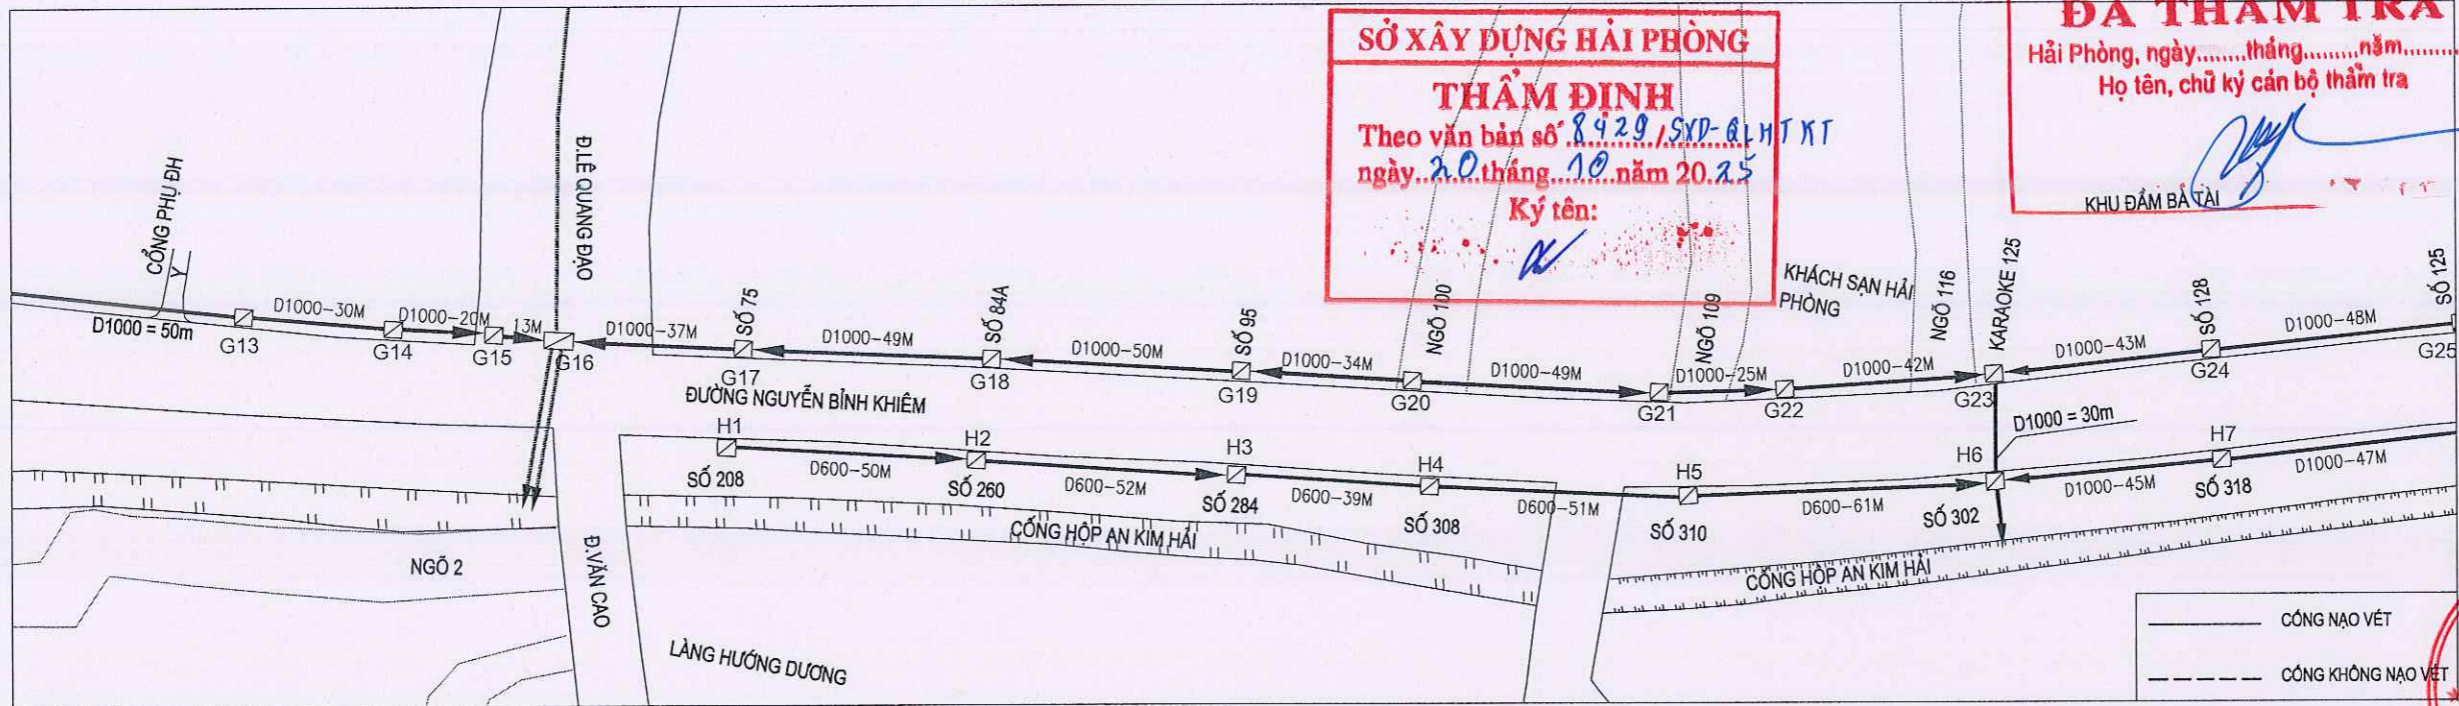 SỞ XÂY DỰNG HẢI PHÒNG
THẨM ĐỊNH
Theo văn bản số 8429/SXD-QLHTKT
ngày 20 tháng 10 năm 2025
Ký tên:
ĐÃ THẨM TRA
Hải Phòng, ngày........tháng........năm........
Họ tên, chữ ký cán bộ thẩm tra
KHU ĐẦM BÀ TÀI
CỔNG PHỤ ĐH
Y
Đ.LÊ QUANG ĐẠO
SỐ 75
SỐ 84A
SỐ 95
NGÕ 100
NGÕ 109
KHÁCH SẠN HẢI
PHÒNG
NGÕ 116
KARAOKE 125
SỐ 128
SỐ 125
D1000 = 50m
D1000-30M
D1000-20M
13M
D1000-37M
D1000-49M
D1000-50M
D1000-34M
D1000-49M
D1000-25M
D1000-42M
D1000-43M
D1000-48M
G13
G14
G15
G16
G17
G18
G19
G20
G21
G22
G23
G24
G25
ĐƯỜNG NGUYỄN BỈNH KHIÊM
D1000 = 30m
H1
H2
H3
H4
H5
H6
H7
D600-50M
D600-52M
D600-39M
D600-51M
D600-61M
D1000-45M
D1000-47M
SỐ 208
SỐ 260
SỐ 284
SỐ 308
SỐ 310
SỐ 302
SỐ 318
CỐNG HỘP AN KIM HẢI
CỐNG HỘP AN KIM HẢI
NGÕ 2
Đ.VĂN CAO
LÀNG HƯỚNG DƯƠNG
CỐNG NẠO VÉT
CỐNG KHÔNG NẠO VÉT